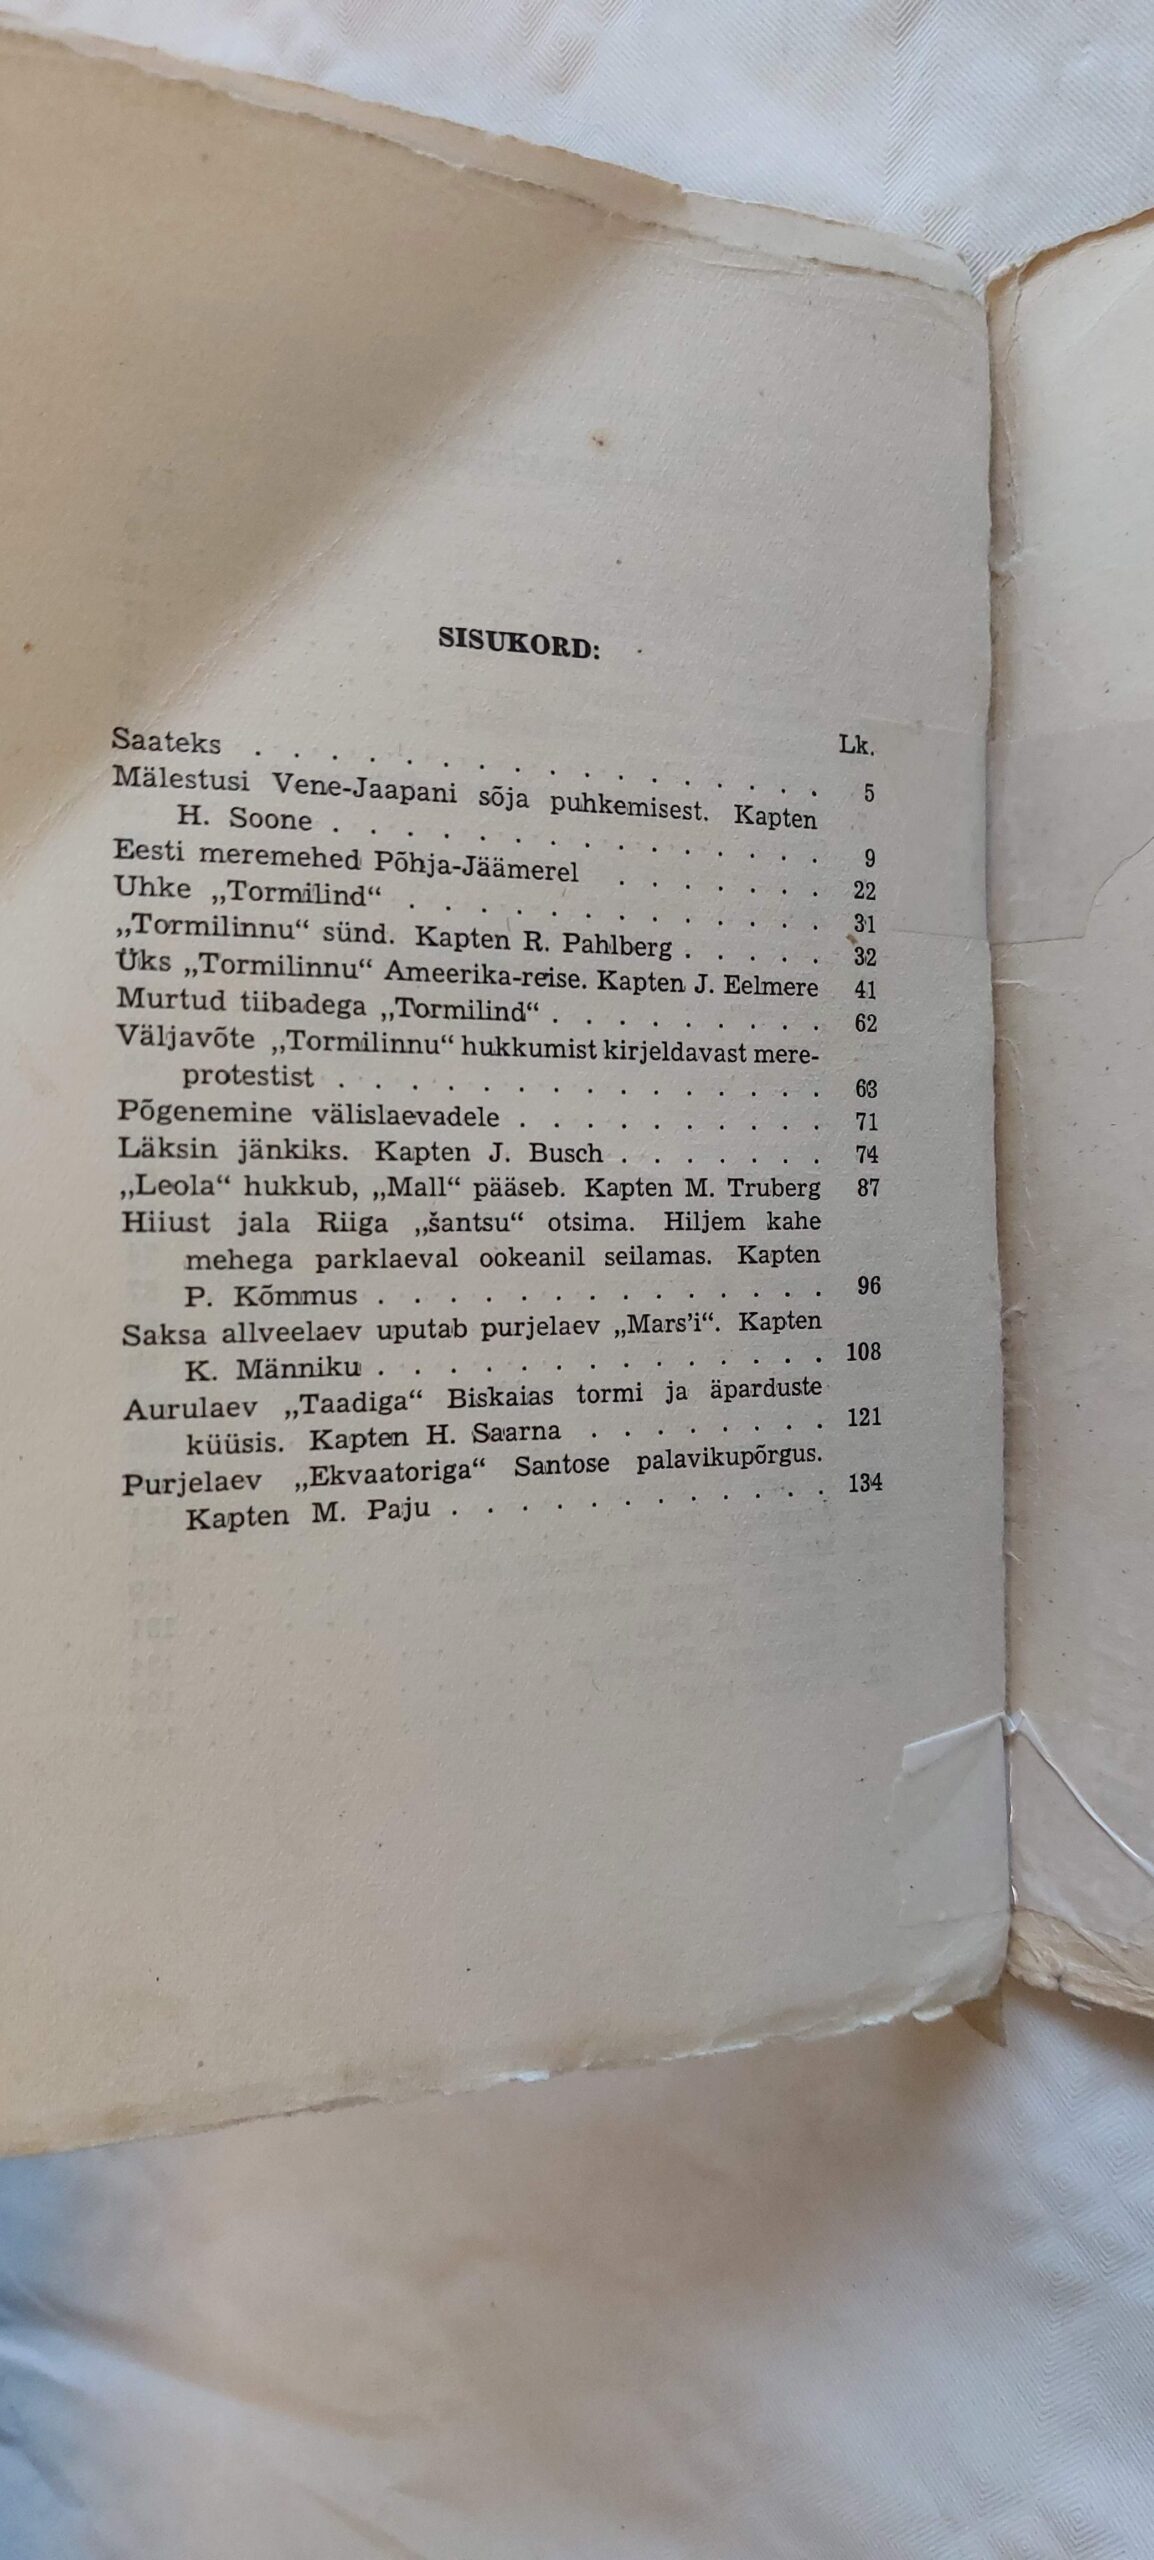 SISUKORD:
Lk.
Saateks . . . . . . . . . . . . . . . . 5
Mälestusi Vene-Jaapani sõja puhkemisest. Kapten
H. Soone . . . . . . . . . . . . . . 9
Eesti meremehed Põhja-Jäämerel . . . . . . 22
Uhke „Tormilind“ . . . . . . . . . . . . 31
„Tormilinnu“ sünd. Kapten R. Pahlberg . . . . . 32
Üks „Tormilinnu“ Ameerika-reise. Kapten J. Eelmere 41
Murtud tiibadega „Tormilind“ . . . . . . . . 62
Väljavõte „Tormilinnu“ hukkumist kirjeldavast mere-
protestist . . . . . . . . . . . . . . 63
Põgenemine välislaevadele . . . . . . . . . 71
Läksin jänkiks. Kapten J. Busch . . . . . . 74
„Leola“ hukkub, „Mall“ pääseb. Kapten M. Truberg 87
Hiiust jala Riiga „šantsu“ otsima. Hiljem kahe
mehega parklaeval ookeanil seilamas. Kapten
P. Kõmmus . . . . . . . . . . . . . 96
Saksa allveelaev uputab purjelaev „Mars’i“. Kapten
K. Männiku . . . . . . . . . . . . . 108
Aurulaev „Taadiga“ Biskaias tormi ja äparduste
küüsis. Kapten H. Saarna . . . . . . . 121
Purjelaev „Ekvaatoriga“ Santose palavikupõrgus.
Kapten M. Paju . . . . . . . . . . . 134